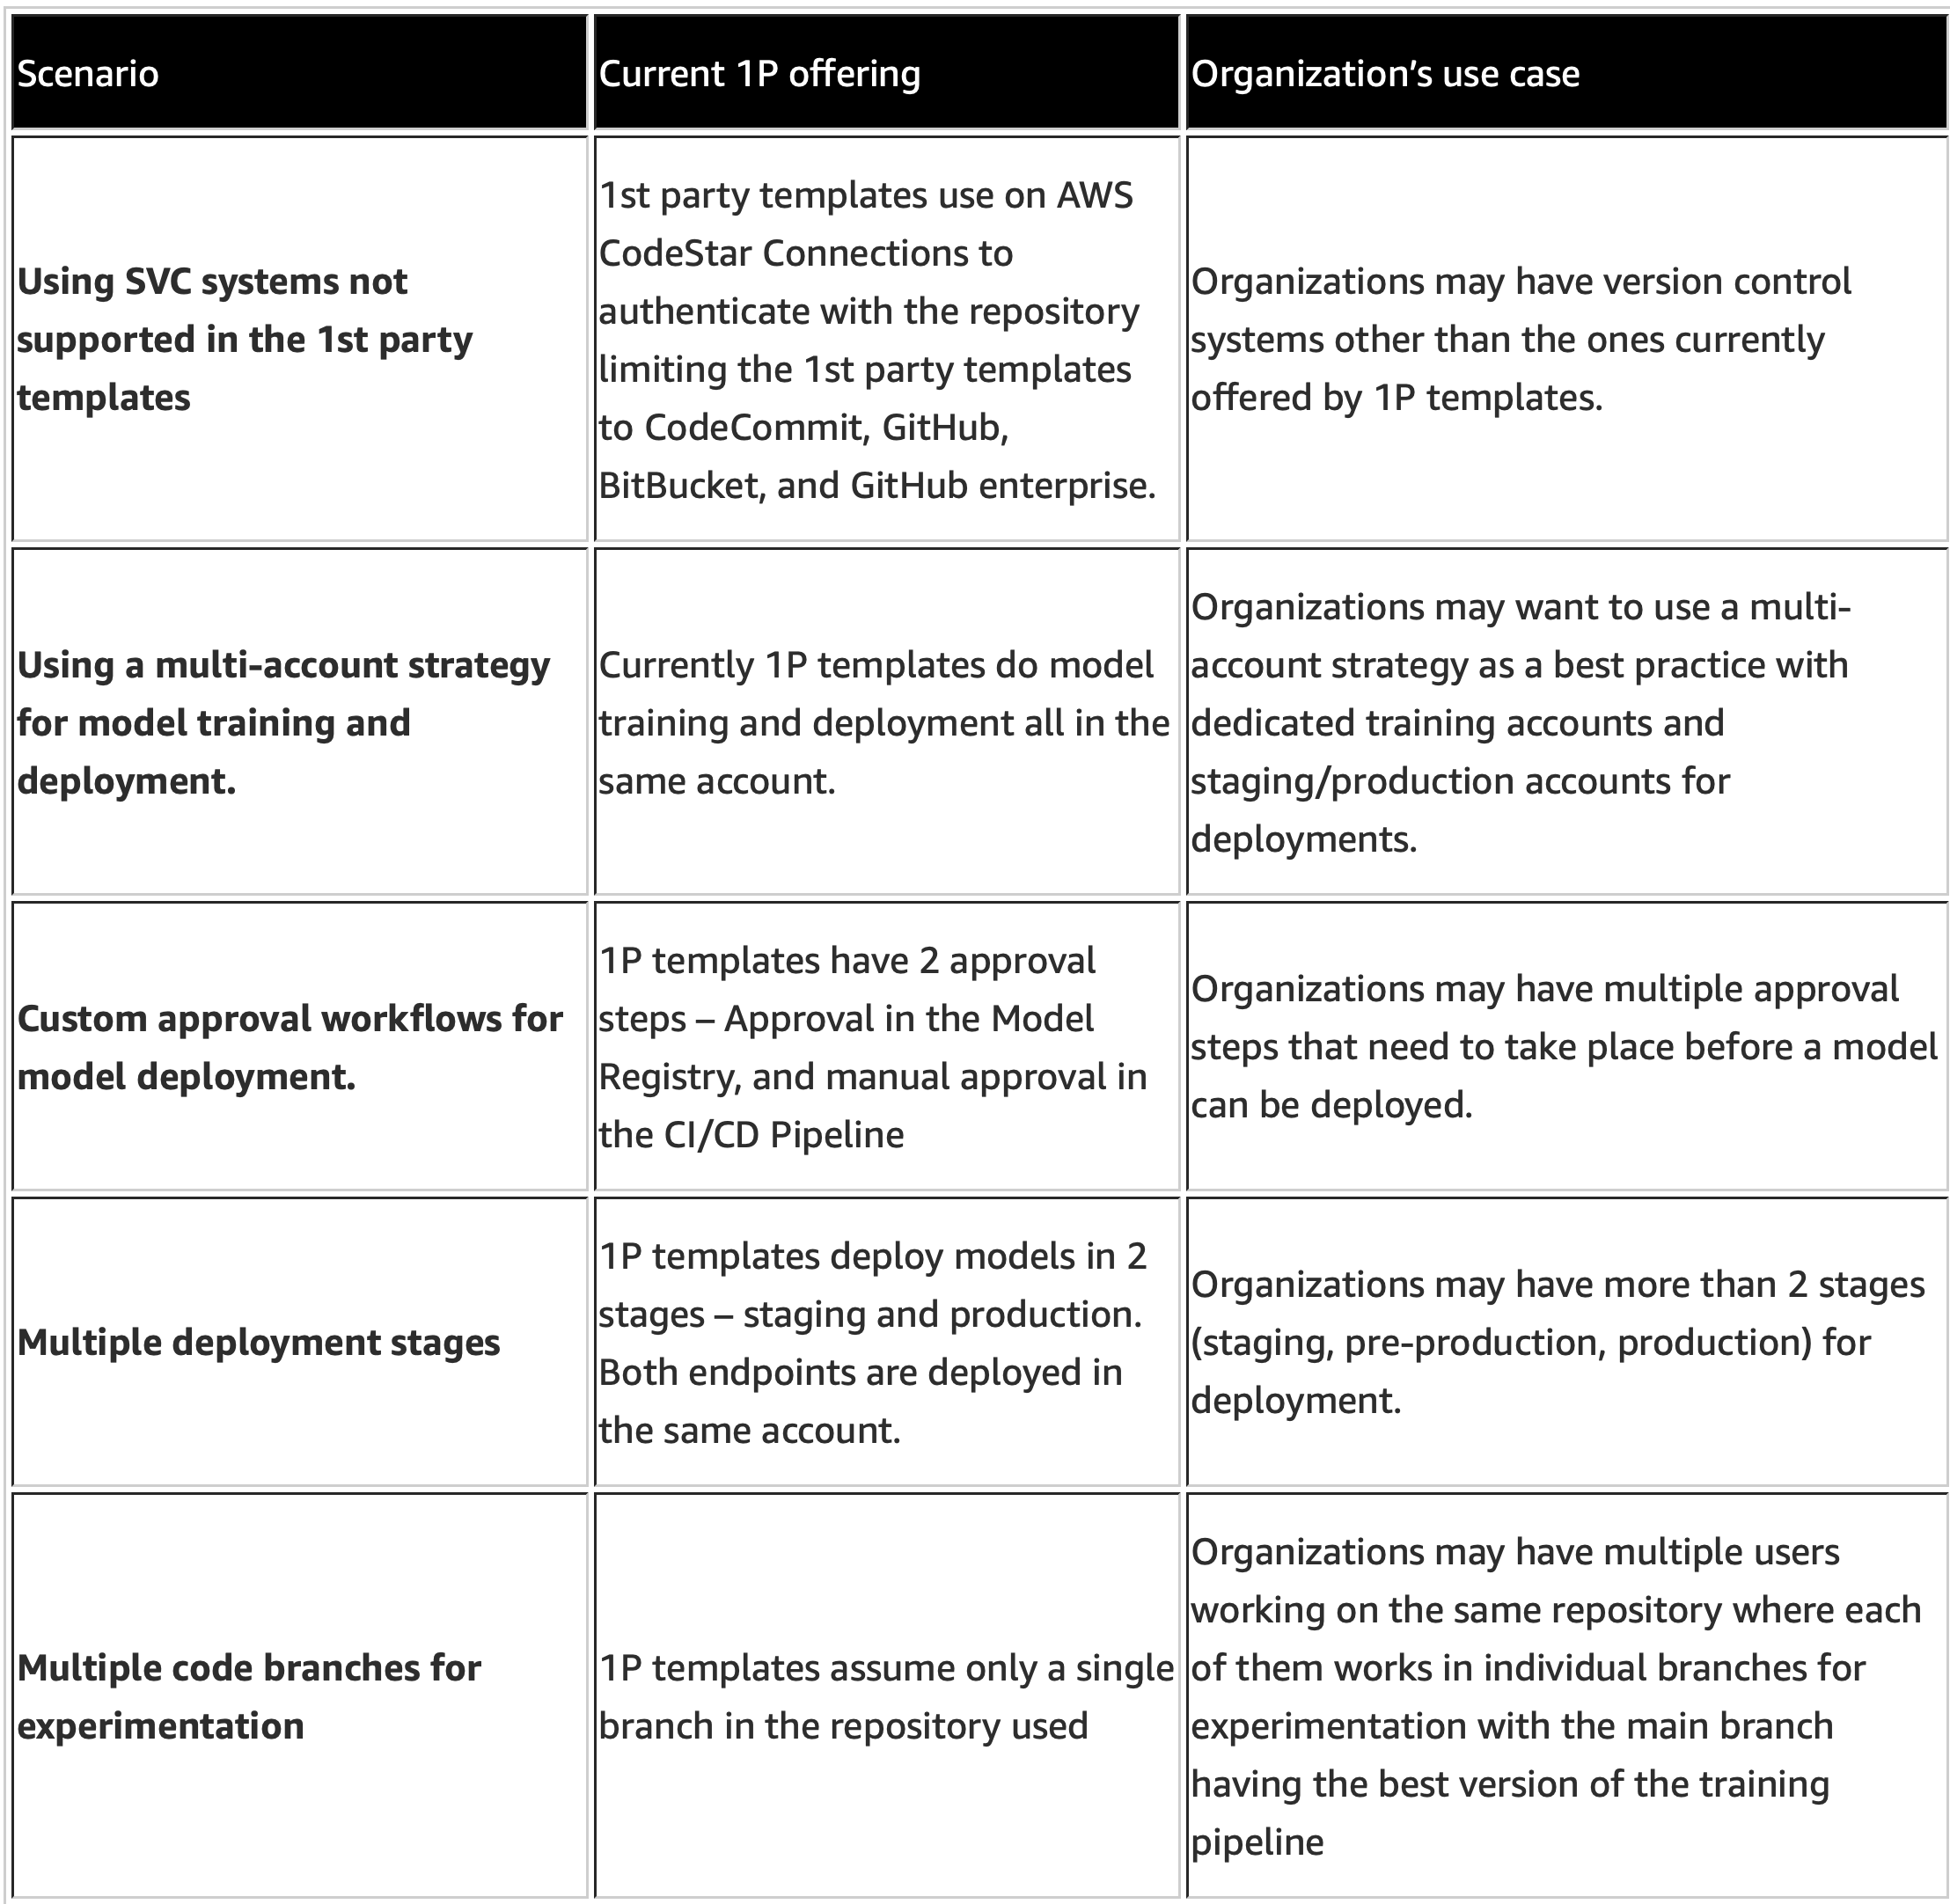 Scenario
Current 1P offering
Organization’s use case
Using SVC systems not
supported in the 1st party
templates
1st party templates use on AWS
CodeStar Connections to
authenticate with the repository
limiting the 1st party templates
to CodeCommit, GitHub,
BitBucket, and GitHub enterprise.
Organizations may have version control
systems other than the ones currently
offered by 1P templates.
Using a multi-account strategy
for model training and
deployment.
Currently 1P templates do model
training and deployment all in the
same account.
Organizations may want to use a multi-
account strategy as a best practice with
dedicated training accounts and
staging/production accounts for
deployments.
Custom approval workflows for
model deployment.
1P templates have 2 approval
steps – Approval in the Model
Registry, and manual approval in
the CI/CD Pipeline
Organizations may have multiple approval
steps that need to take place before a model
can be deployed.
Multiple deployment stages
1P templates deploy models in 2
stages – staging and production.
Both endpoints are deployed in
the same account.
Organizations may have more than 2 stages
(staging, pre-production, production) for
deployment.
Multiple code branches for
experimentation
1P templates assume only a single
branch in the repository used
Organizations may have multiple users
working on the same repository where each
of them works in individual branches for
experimentation with the main branch
having the best version of the training
pipeline